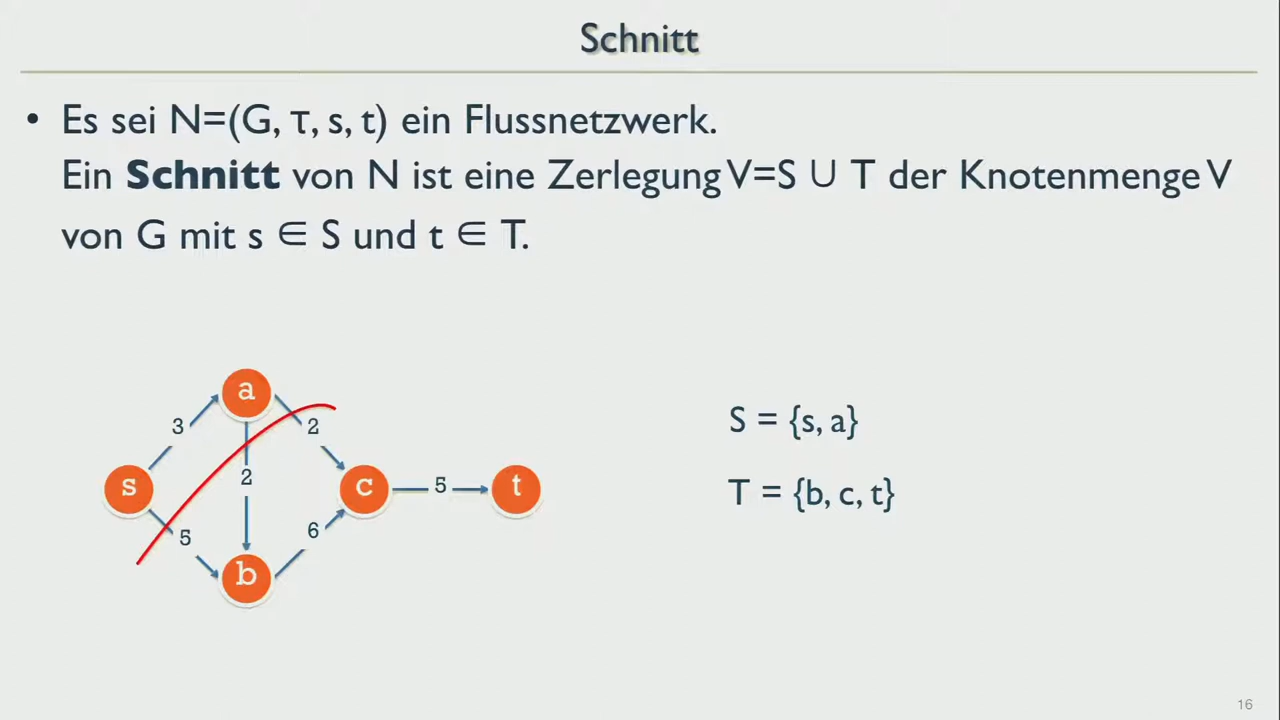 Schnitt
• Es sei N=(G, τ, s, t) ein Flussnetzwerk.
Ein Schnitt von N ist eine Zerlegung V=S ∪ T der Knotenmenge V
von G mit s ∈ S und t ∈ T.
a
3
2
S = {s, a}
2
s
c
5
t
T = {b, c, t}
5
6
b
16